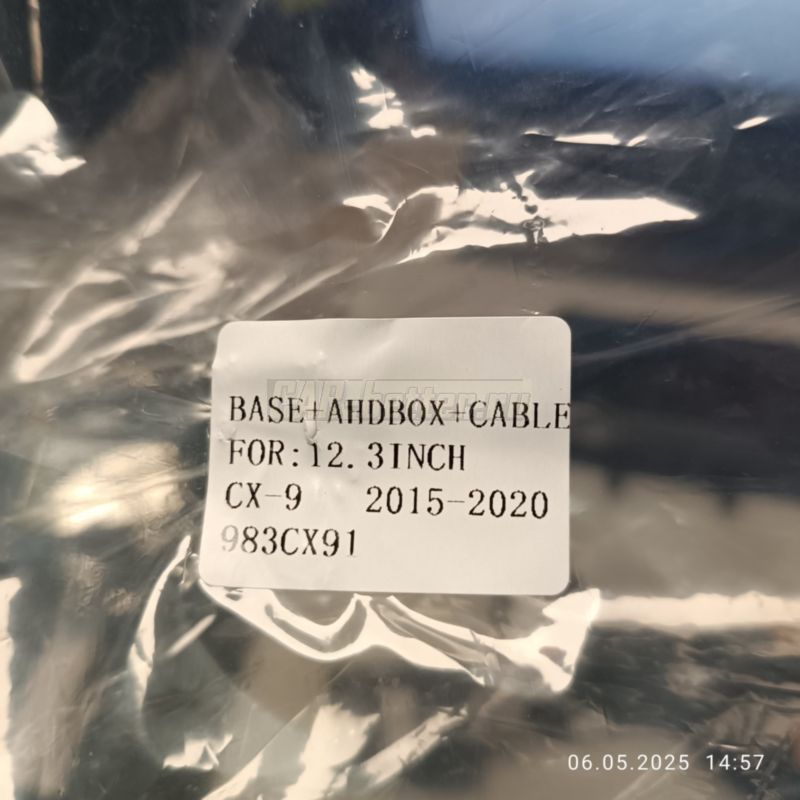 BASE+AHDBOX+CABLE
FOR:12.3INCH
CX-9 2015-2020
983CX91
06.05.2025 14:57